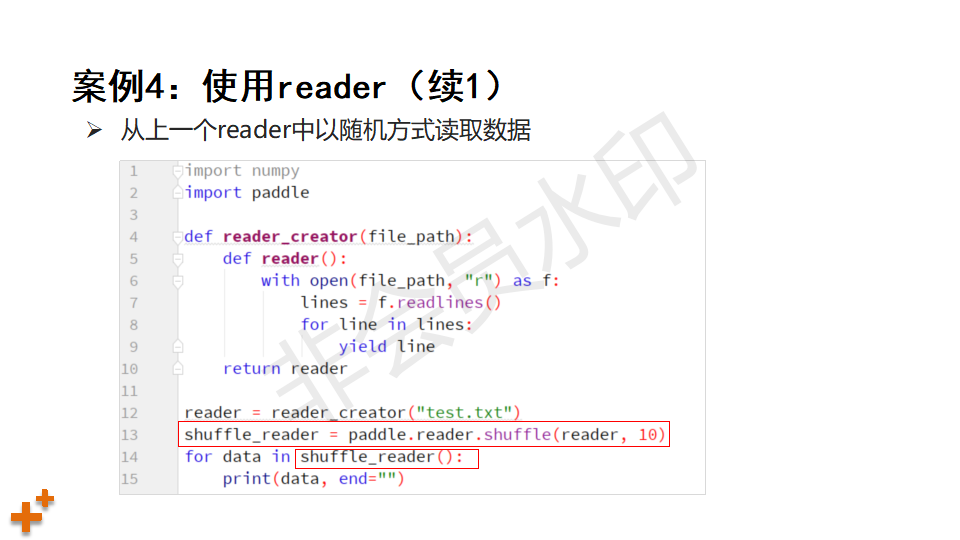 案例4：使用reader（续1）
➢ 从上一个reader中以随机方式读取数据
1 import numpy
2 import paddle
3
4 def reader_creator(file_path):
5     def reader():
6         with open(file_path, "r") as f:
7             lines = f.readlines()
8             for line in lines:
9                 yield line
10     return reader
11
12 reader = reader_creator("test.txt")
13 shuffle_reader = paddle.reader.shuffle(reader, 10)
14 for data in shuffle_reader():
15     print(data, end="")
非会员水印